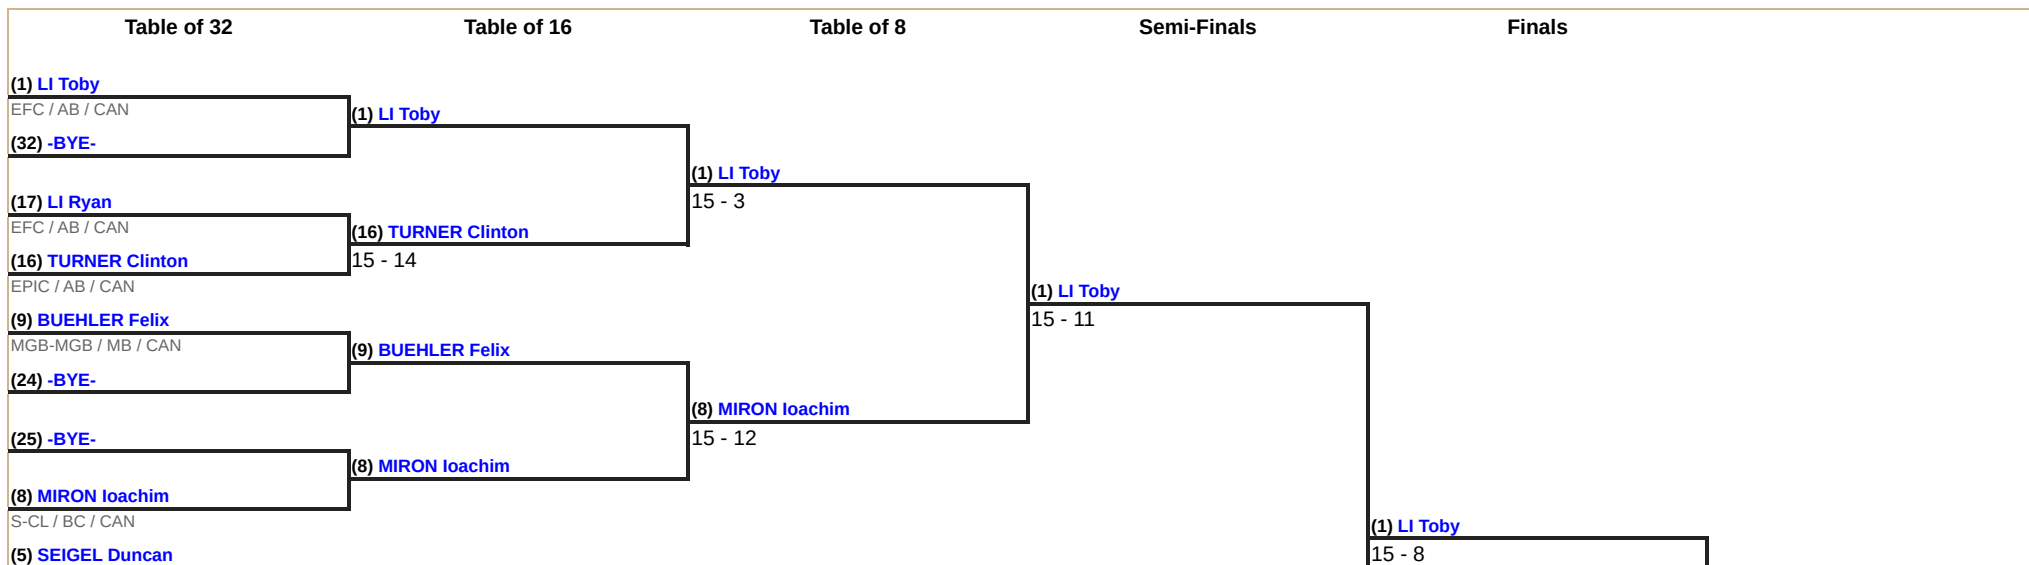 Table of 32
Table of 16
Table of 8
Semi-Finals
Finals
(1) LI Toby
EFC / AB / CAN
(1) LI Toby
(32) -BYE-
(1) LI Toby
15 - 3
(17) LI Ryan
EFC / AB / CAN
(16) TURNER Clinton
15 - 14
(16) TURNER Clinton
EPIC / AB / CAN
(1) LI Toby
15 - 11
(9) BUEHLER Felix
MGB-MGB / MB / CAN
(9) BUEHLER Felix
(24) -BYE-
(8) MIRON Ioachim
15 - 12
(25) -BYE-
(8) MIRON Ioachim
(8) MIRON Ioachim
S-CL / BC / CAN
(1) LI Toby
15 - 8
(5) SEIGEL Duncan